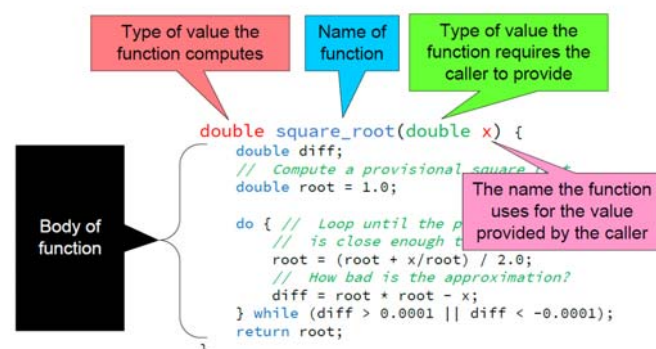 Type of value the
function computes
Name of
function
Type of value the
function requires the
caller to provide
double square_root(double x) {
double diff;
// Compute a provisional square
double root = 1.0;
The name the function
uses for the value
provided by the caller
Body of
function
do { // Loop until the
// is close enough
root = (root + x/root) / 2.0;
// How bad is the approximation?
diff = root * root - x;
} while (diff > 0.0001 || diff < -0.0001);
return root;
}